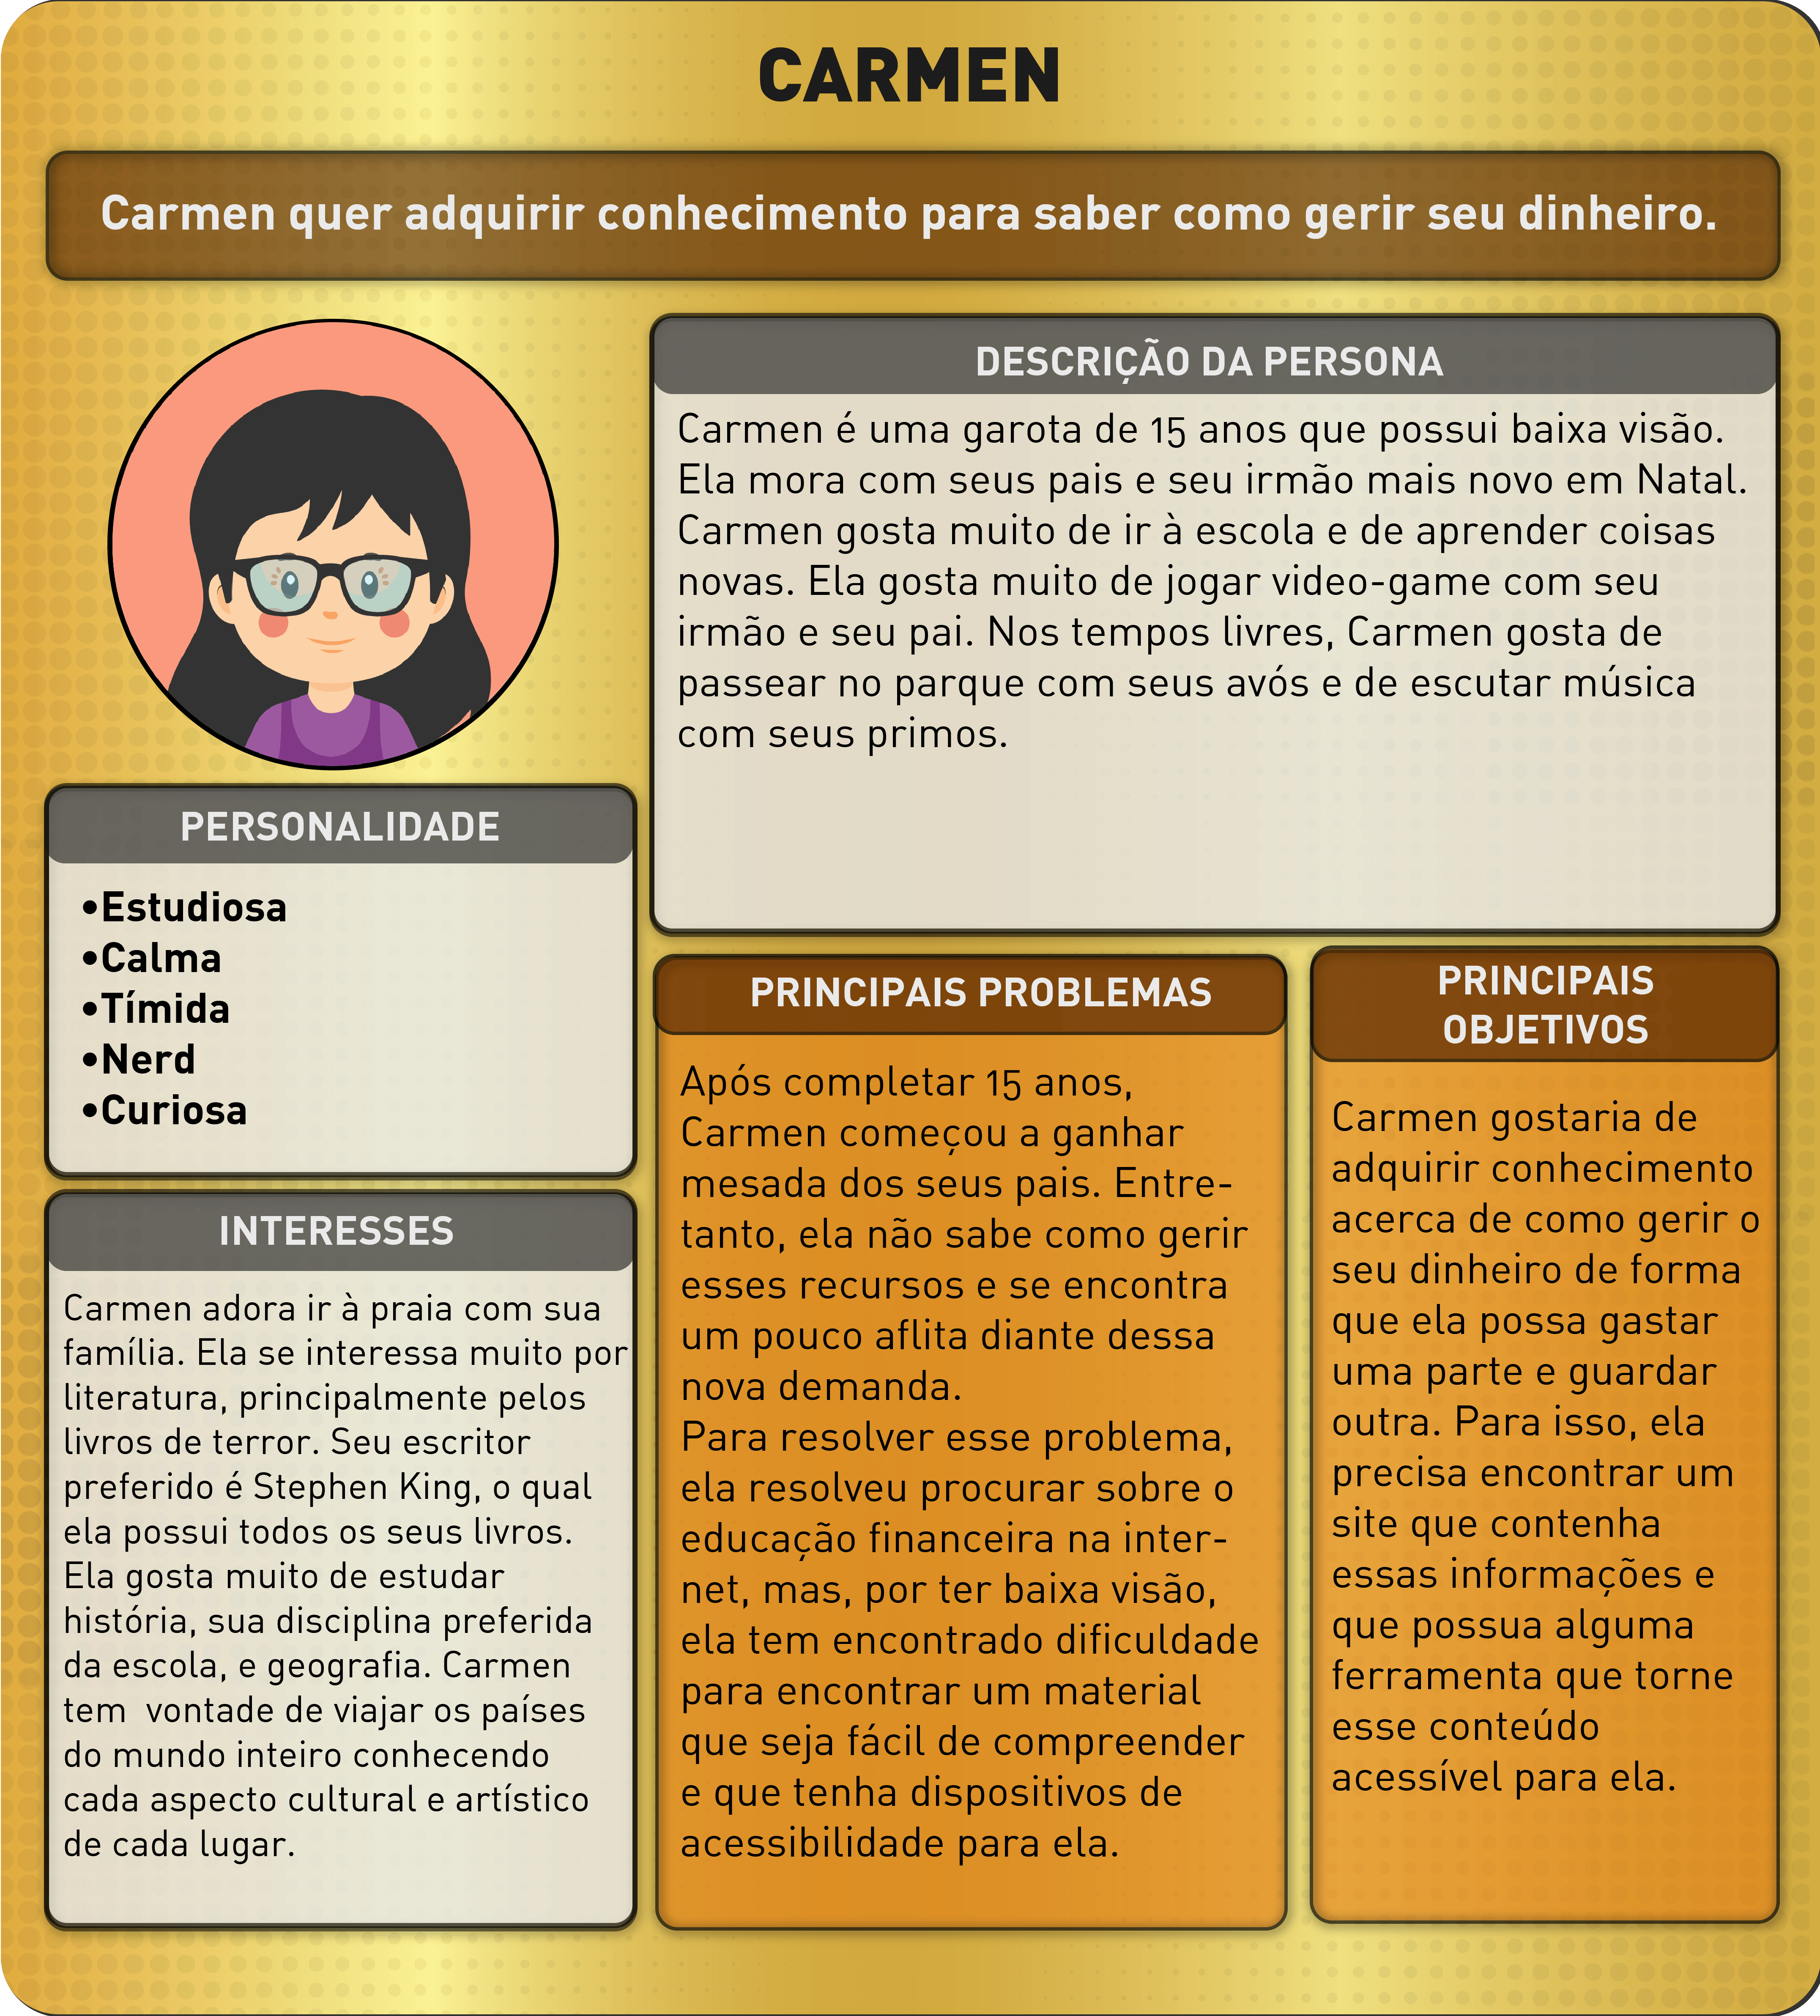 CARMEN
Carmen quer adquirir conhecimento para saber como gerir seu dinheiro.
DESCRIÇÃO DA PERSONA
Carmen é uma garota de 15 anos que possui baixa visão.
Ela mora com seus pais e seu irmão mais novo em Natal.
Carmen gosta muito de ir à escola e de aprender coisas
novas. Ela gosta muito de jogar video-game com seu
irmão e seu pai. Nos tempos livres, Carmen gosta de
passear no parque com seus avós e de escutar música
com seus primos.
PERSONALIDADE
•Estudiosa
•Calma
•Tímida
•Nerd
•Curiosa
INTERESSES
Carmen adora ir à praia com sua
família. Ela se interessa muito por
literatura, principalmente pelos
livros de terror. Seu escritor
preferido é Stephen King, o qual
ela possui todos os seus livros.
Ela gosta muito de estudar
história, sua disciplina preferida
da escola, e geografia. Carmen
tem  vontade de viajar os países
do mundo inteiro conhecendo
cada aspecto cultural e artístico
de cada lugar.
PRINCIPAIS PROBLEMAS
Após completar 15 anos,
Carmen começou a ganhar
mesada dos seus pais. Entre-
tanto, ela não sabe como gerir
esses recursos e se encontra
um pouco aflita diante dessa
nova demanda.
Para resolver esse problema,
ela resolveu procurar sobre o
educação financeira na inter-
net, mas, por ter baixa visão,
ela tem encontrado dificuldade
para encontrar um material
que seja fácil de compreender
e que tenha dispositivos de
acessibilidade para ela.
PRINCIPAIS
OBJETIVOS
Carmen gostaria de
adquirir conhecimento
acerca de como gerir o
seu dinheiro de forma
que ela possa gastar
uma parte e guardar
outra. Para isso, ela
precisa encontrar um
site que contenha
essas informações e
que possua alguma
ferramenta que torne
esse conteúdo
acessível para ela.